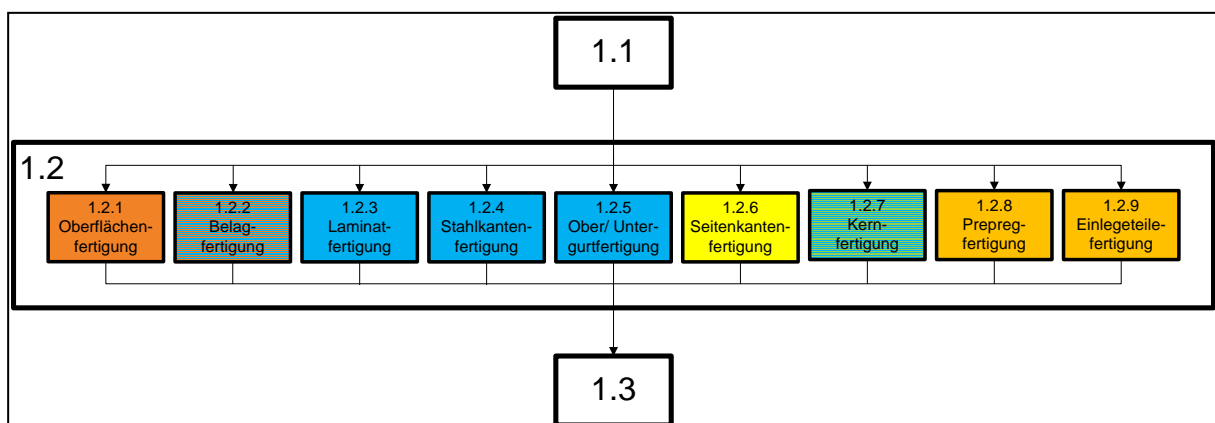 1.1
1.2
1.2.1
Oberflächen-
fertigung
1.2.2
Belag-
fertigung
1.2.3
Laminat-
fertigung
1.2.4
Stahlkanten-
fertigung
1.2.5
Ober/ Unter-
gurtfertigung
1.2.6
Seitenkanten-
fertigung
1.2.7
Kern-
fertigung
1.2.8
Prepreg-
fertigung
1.2.9
Einlegeteile-
fertigung
1.3